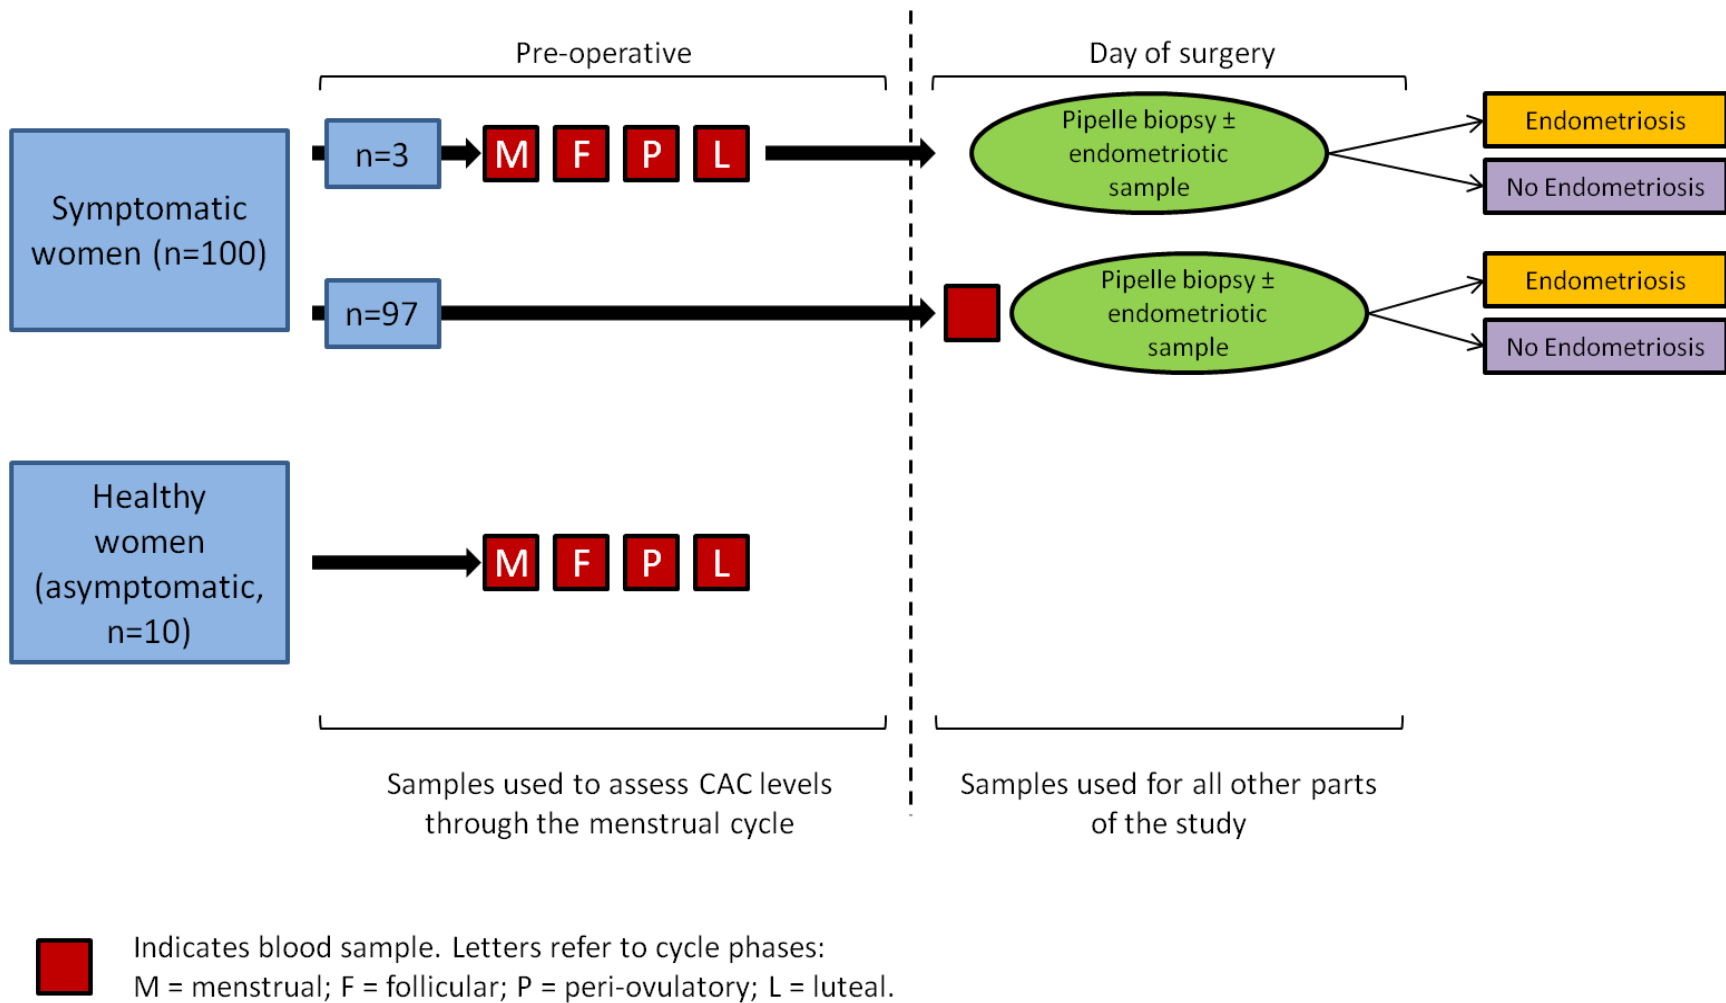 Pre-operative
Day of surgery
Symptomatic
women (n=100)
n=3
M F P L
Pipelle biopsy ±
endometriotic
sample
Endometriosis
No Endometriosis
n=97
Pipelle biopsy ±
endometriotic
sample
Endometriosis
No Endometriosis
Healthy
women
(asymptomatic,
n=10)
M F P L
Samples used to assess CAC levels
through the menstrual cycle
Samples used for all other parts
of the study
Indicates blood sample. Letters refer to cycle phases:
M = menstrual; F = follicular; P = peri-ovulatory; L = luteal.